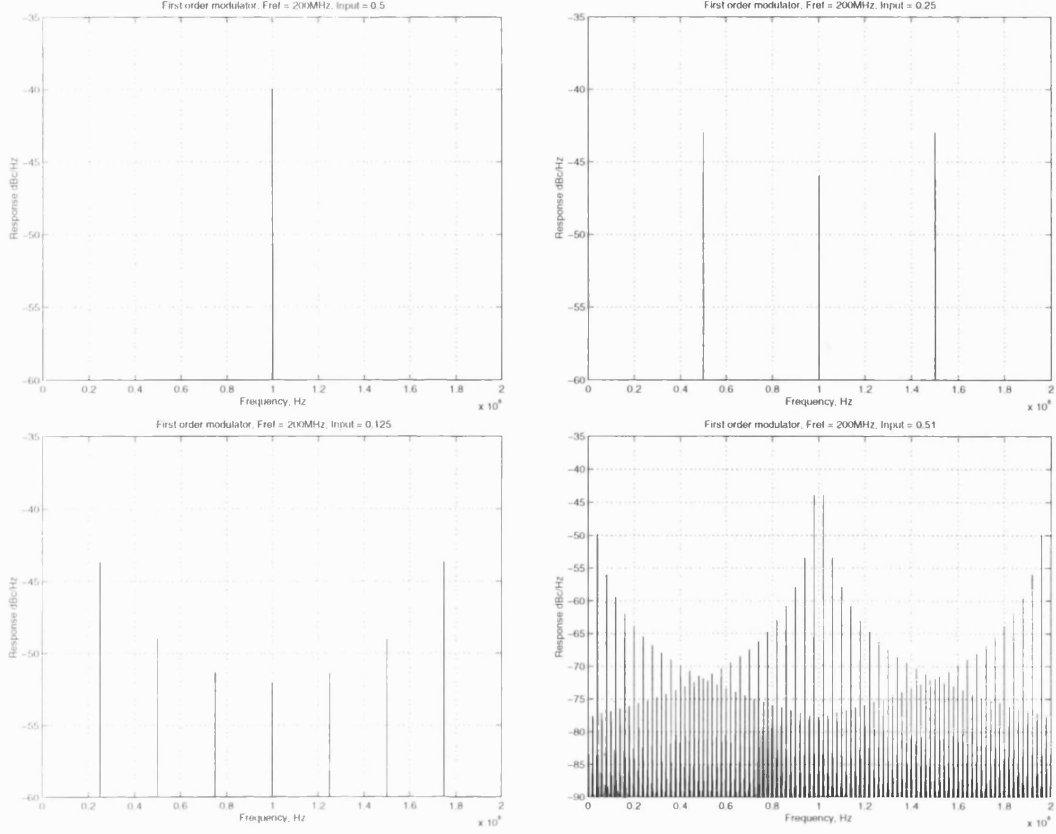 First order modulator, Fref = 200MHz, Input = 0.5
Response dBc/Hz
-35
-40
-45
-50
-55
-60
0 0.2 0.4 0.6 0.8 1 1.2 1.4 1.6 1.8 2
Frequency, Hz
x 10⁸
First order modulator, Fref = 200MHz, Input = 0.25
Response dBc/Hz
-35
-40
-45
-50
-55
-60
0 0.2 0.4 0.6 0.8 1 1.2 1.4 1.6 1.8 2
Frequency, Hz
x 10⁸
First order modulator, Fref = 200MHz, Input = 0.125
Response dBc/Hz
-35
-40
-45
-50
-55
-60
0 0.2 0.4 0.6 0.8 1 1.2 1.4 1.6 1.8 2
Frequency, Hz
x 10⁸
First order modulator, Fref = 200MHz, Input = 0.51
Response dBc/Hz
-35
-40
-45
-50
-55
-60
-65
-70
-75
-80
-85
-90
0 0.2 0.4 0.6 0.8 1 1.2 1.4 1.6 1.8 2
Frequency, Hz
x 10⁸